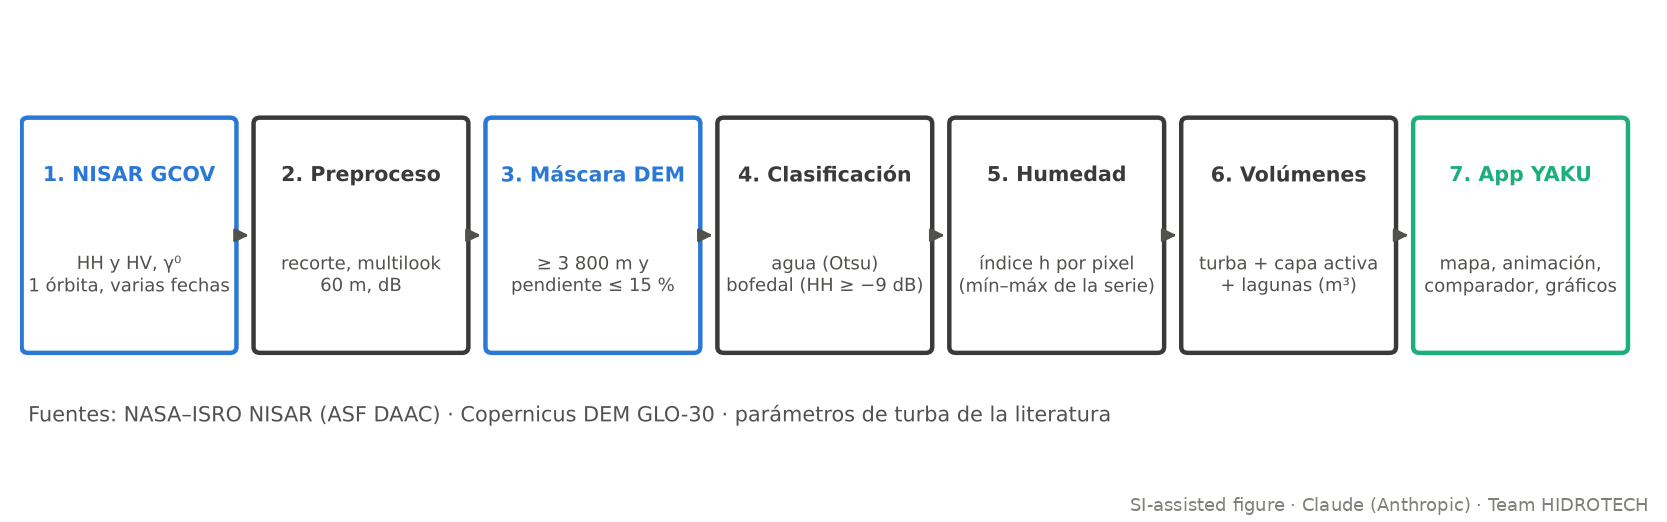 1. NISAR GCOV
HH y HV, γ⁰
1 órbita, varias fechas
2. Preproceso
recorte, multilook
60 m, dB
3. Máscara DEM
≥ 3 800 m y
pendiente ≤ 15 %
4. Clasificación
agua (Otsu)
bofedal (HH ≥ −9 dB)
5. Humedad
índice h por pixel
(mín–máx de la serie)
6. Volúmenes
turba + capa activa
+ lagunas (m³)
7. App YAKU
mapa, animación,
comparador, gráficos
Fuentes: NASA–ISRO NISAR (ASF DAAC) · Copernicus DEM GLO-30 · parámetros de turba de la literatura
SI-assisted figure · Claude (Anthropic) · Team HIDROTECH